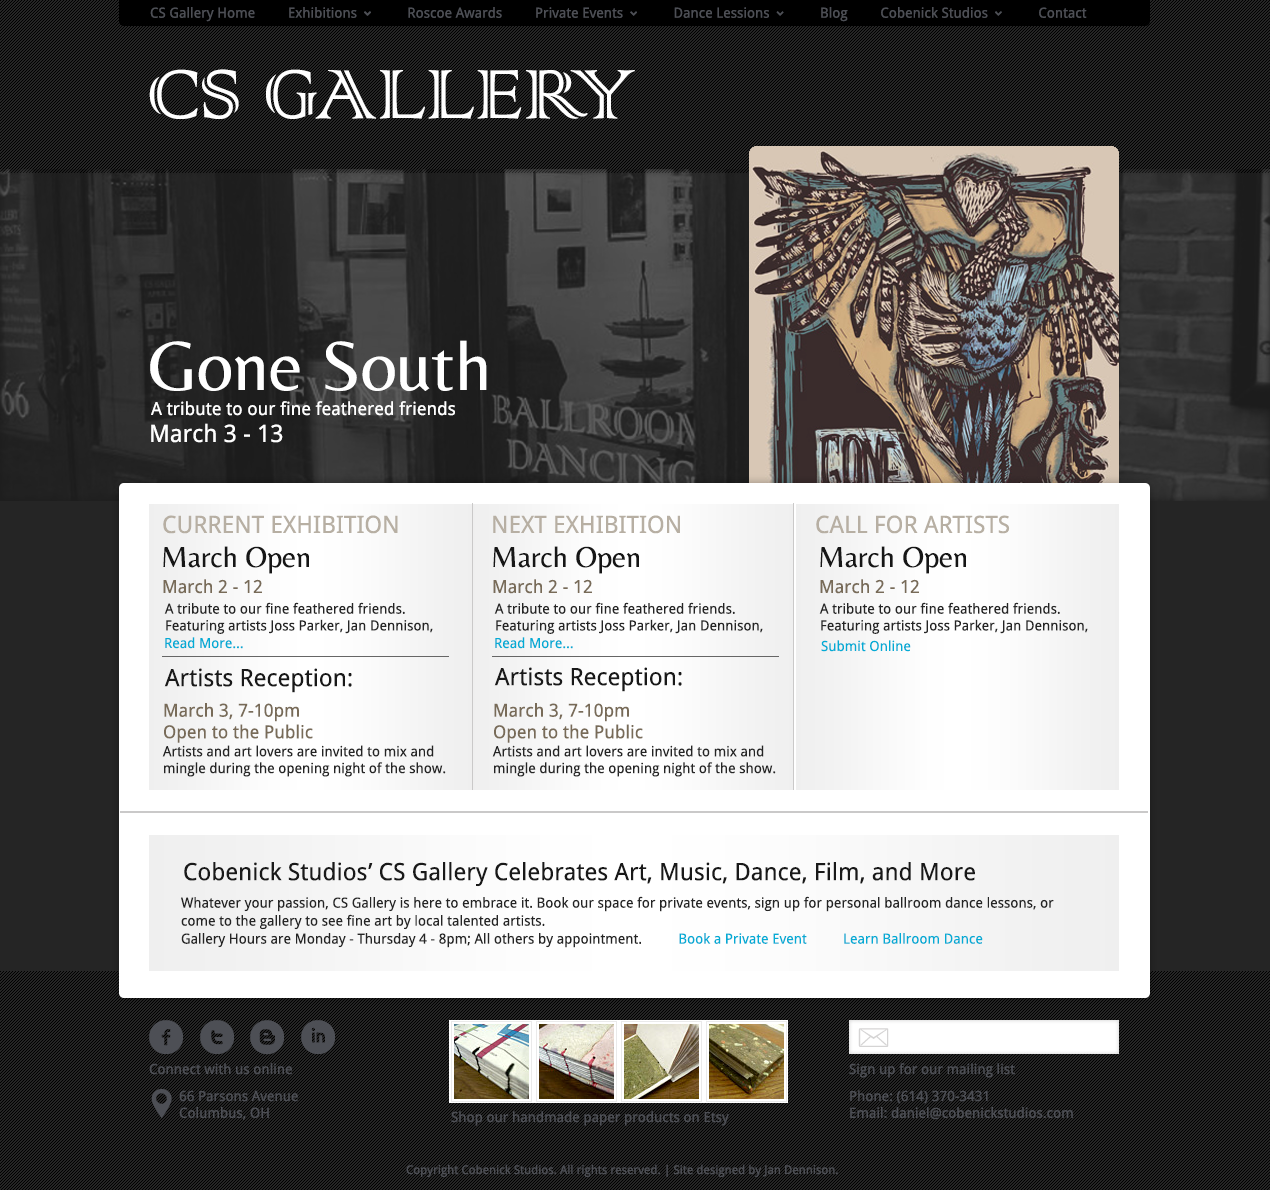 CS Gallery Home Exhibitions Roscoe Awards Private Events Dance Lessions Blog Cobenick Studios Contact
CS GALLERY
Gone South
A tribute to our fine feathered friends
March 3 - 13
66
EVENT
BALLROOM
DANCING
GONE
CURRENT EXHIBITION
March Open
March 2 - 12
A tribute to our fine feathered friends.
Featuring artists Joss Parker, Jan Dennison,
Read More...
Artists Reception:
March 3, 7-10pm
Open to the Public
Artists and art lovers are invited to mix and
mingle during the opening night of the show.
NEXT EXHIBITION
March Open
March 2 - 12
A tribute to our fine feathered friends.
Featuring artists Joss Parker, Jan Dennison,
Read More...
Artists Reception:
March 3, 7-10pm
Open to the Public
Artists and art lovers are invited to mix and
mingle during the opening night of the show.
CALL FOR ARTISTS
March Open
March 2 - 12
A tribute to our fine feathered friends.
Featuring artists Joss Parker, Jan Dennison,
Submit Online
Cobenick Studios’ CS Gallery Celebrates Art, Music, Dance, Film, and More
Whatever your passion, CS Gallery is here to embrace it. Book our space for private events, sign up for personal ballroom dance lessons, or
come to the gallery to see fine art by local talented artists.
Gallery Hours are Monday - Thursday 4 - 8pm; All others by appointment. Book a Private Event Learn Ballroom Dance
Connect with us online
66 Parsons Avenue
Columbus, OH
Shop our handmade paper products on Etsy
Sign up for our mailing list
Phone: (614) 370-3431
Email: daniel@cobenickstudios.com
Copyright Cobenick Studios. All rights reserved. | Site designed by Jan Dennison.